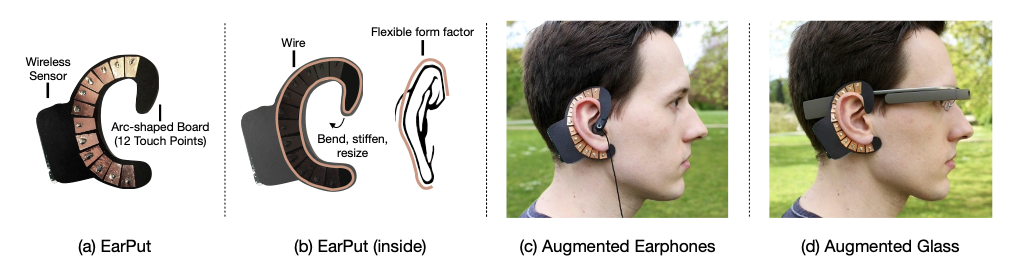 Wireless
Sensor
Arc-shaped Board
(12 Touch Points)
Wire
Flexible form factor
Bend, stiffen,
resize
(a) EarPut
(b) EarPut (inside)
(c) Augmented Earphones
(d) Augmented Glass